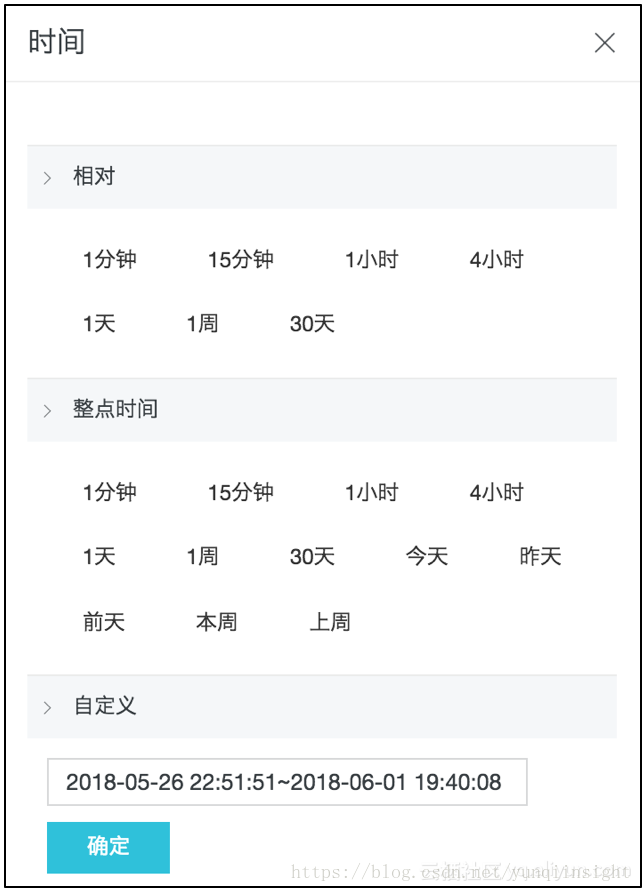 时间
相对
1分钟 15分钟 1小时 4小时
1天 1周 30天
整点时间
1分钟 15分钟 1小时 4小时
1天 1周 30天 今天 昨天
前天 本周 上周
自定义
2018-05-26 22:51:51~2018-06-01 19:40:08
确定
https://blog.csdn.net/yunqiinsight